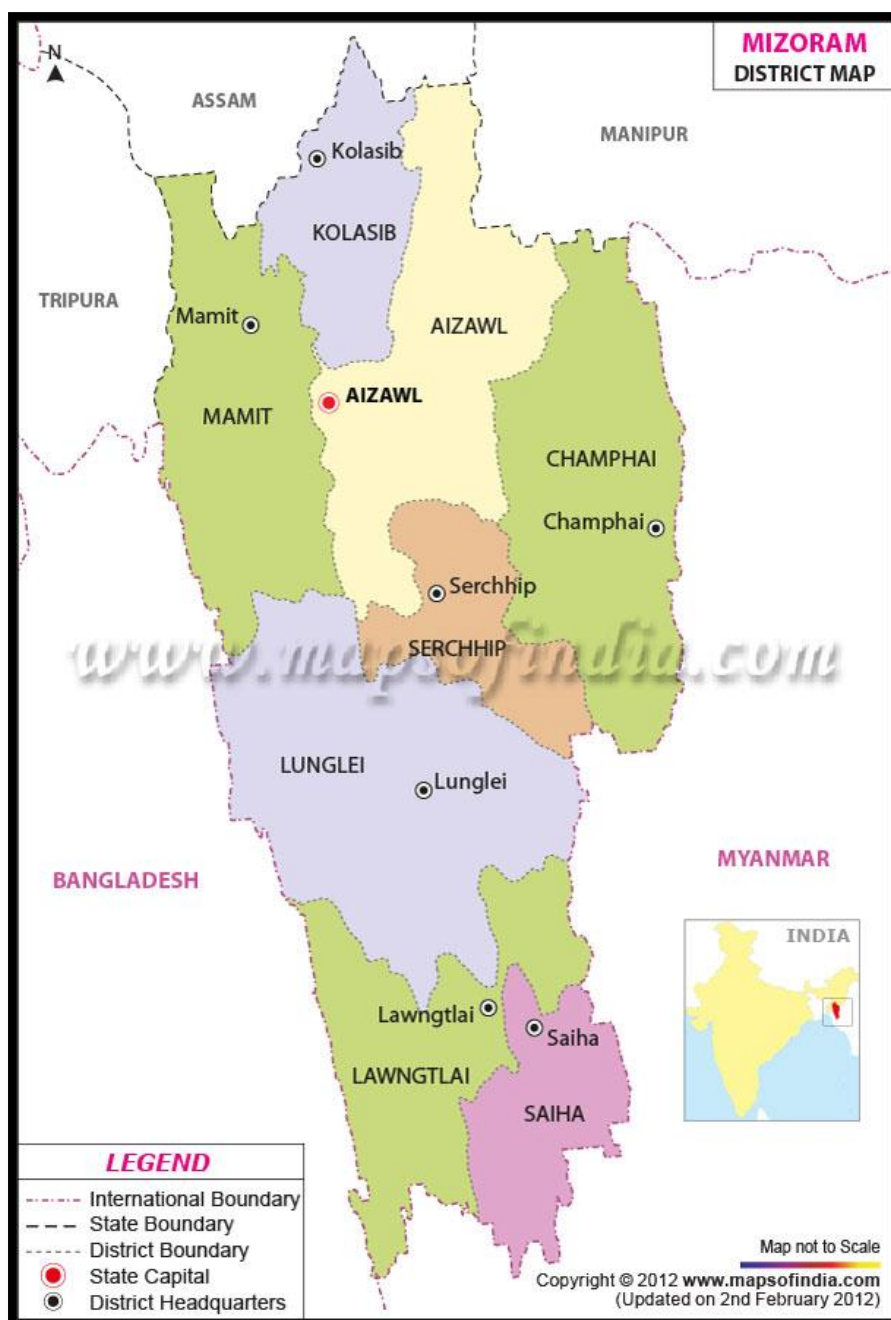 MIZORAM
DISTRICT MAP
N
ASSAM
MANIPUR
Kolasib
KOLASIB
TRIPURA
Mamit
AIZAWL
AIZAWL
MAMIT
CHAMPHAI
Champhai
Serchhip
SERCHHIP
www.mapsofindia.com
LUNGLEI
Lunglei
BANGLADESH
MYANMAR
INDIA
Lawngtlai
Saiha
LAWNGTLAI
SAIHA
LEGEND
International Boundary
State Boundary
District Boundary
State Capital
District Headquarters
Map not to Scale
Copyright © 2012 www.mapsofindia.com
(Updated on 2nd February 2012)